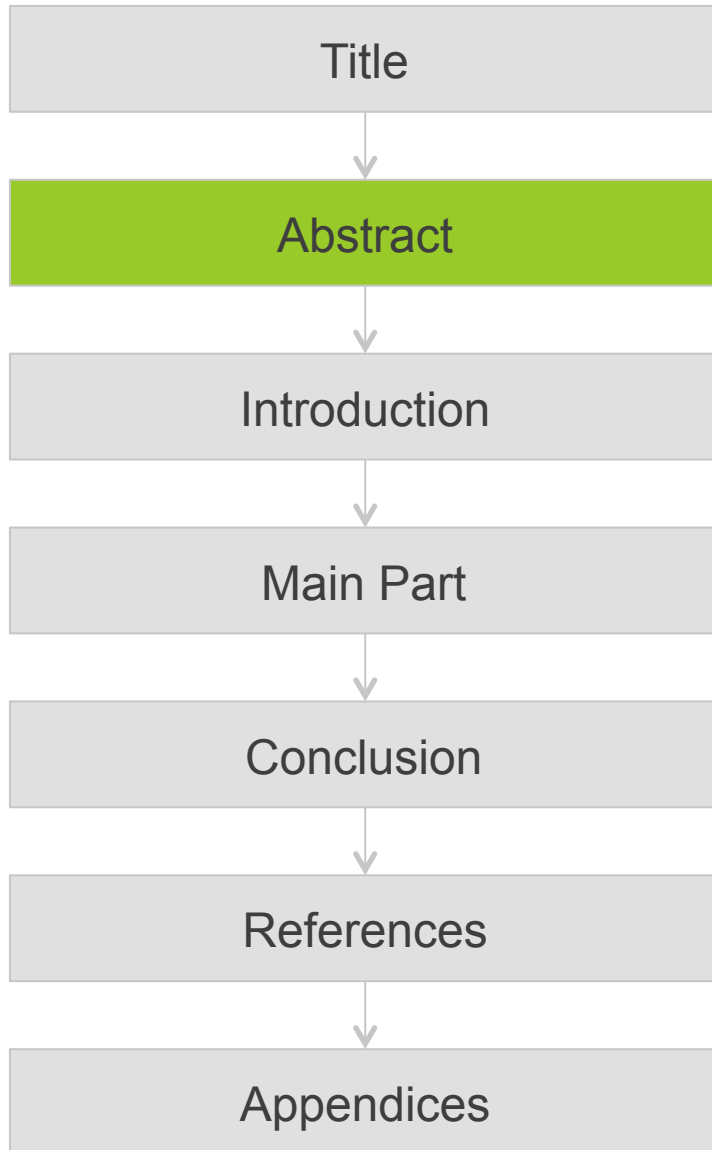 Title
Abstract
Introduction
Main Part
Conclusion
References
Appendices